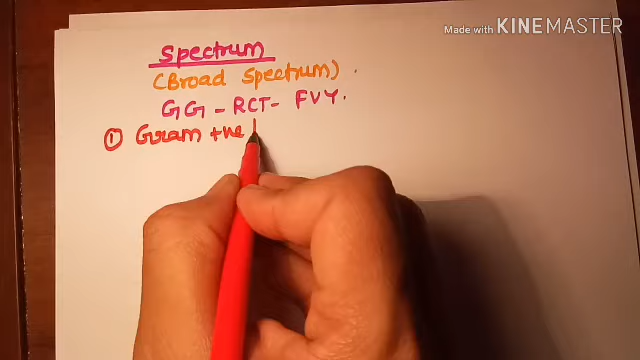 Made with KINEMASTER
Spectrum
(Broad Spectrum) .
GG - RCT - FVY.
① Gram +ve